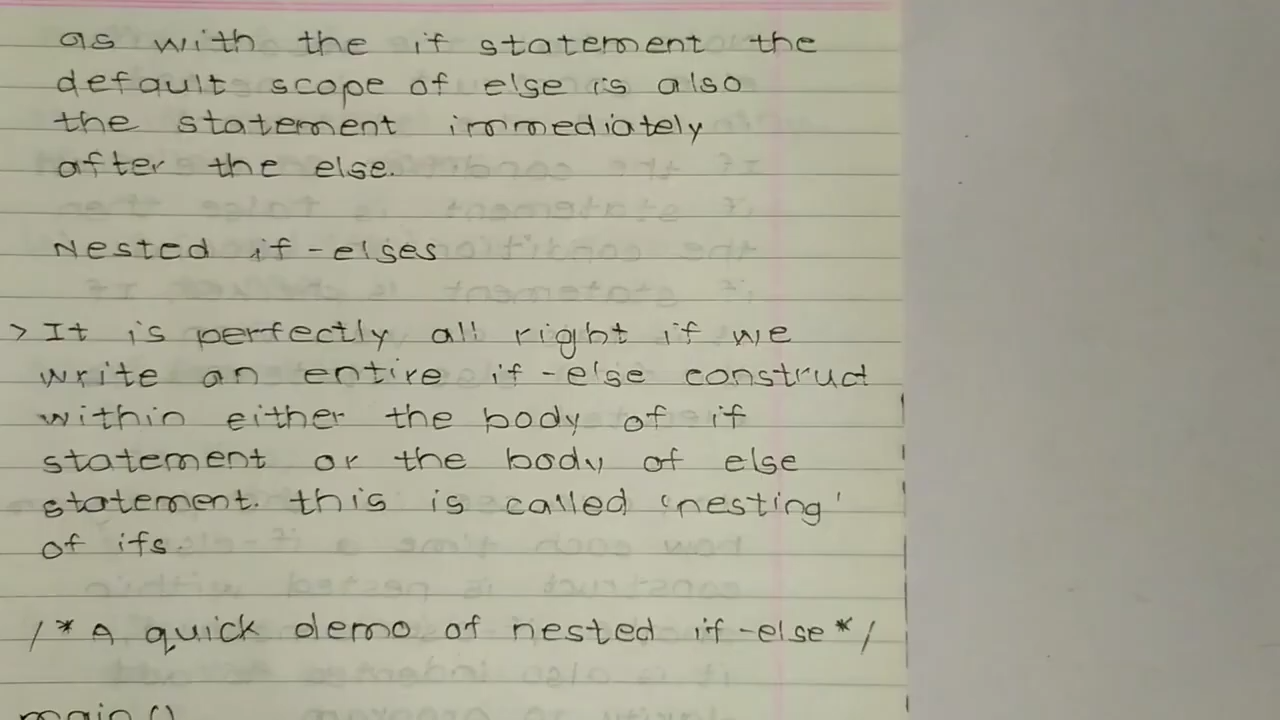 as with the if statement the
default scope of else is also
the statement immediately
after the else.
Nested if-elses
> It is perfectly all right if we
write an entire if-else construct
within either the body of if
statement or the body of else
statement. this is called 'nesting'
of ifs.
/* A quick demo of nested if-else */
main()